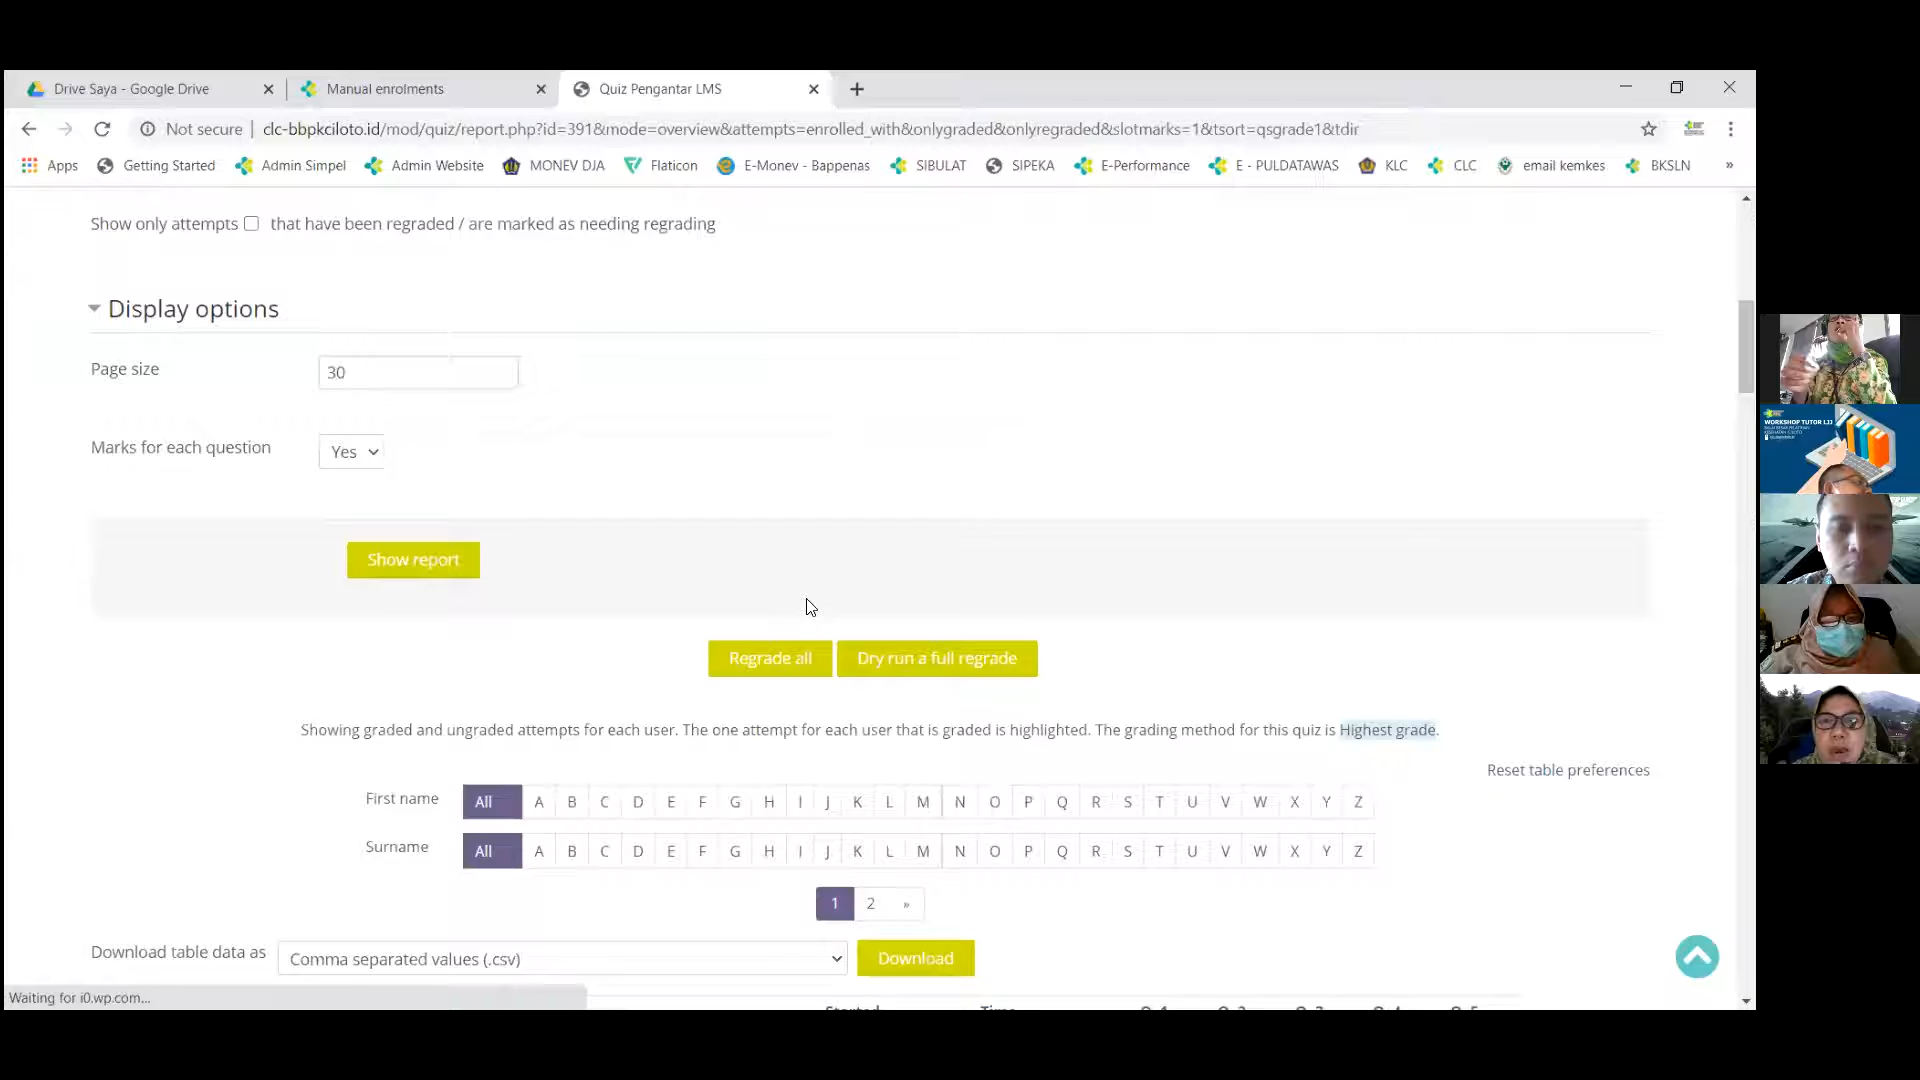 Drive Saya - Google Drive
Manual enrolments
Quiz Pengantar LMS
Not secure
clc-bbpkciloto.id/mod/quiz/report.php?id=391&mode=overview&attempts=enrolled_with&onlygraded&onlyregraded&slotmarks=1&tsort=qsgrade1&tdir
Apps
Getting Started
Admin Simpel
Admin Website
MONEV DJA
Flaticon
E-Monev - Bappenas
SIBULAT
SIPEKA
E-Performance
E - PULDATAWAS
KLC
CLC
email kemkes
BKSLN
»
Show only attempts that have been regraded / are marked as needing regrading
Display options
Page size
30
Marks for each question
Yes
Show report
Regrade all
Dry run a full regrade
Showing graded and ungraded attempts for each user. The one attempt for each user that is graded is highlighted. The grading method for this quiz is Highest grade.
Reset table preferences
First name All A B C D E F G H I J K L M N O P Q R S T U V W X Y Z
Surname All A B C D E F G H I J K L M N O P Q R S T U V W X Y Z
1 2 »
Download table data as
Comma separated values (.csv)
Download
Waiting for i0.wp.com...
WORKSHOP TUTOR LJJ